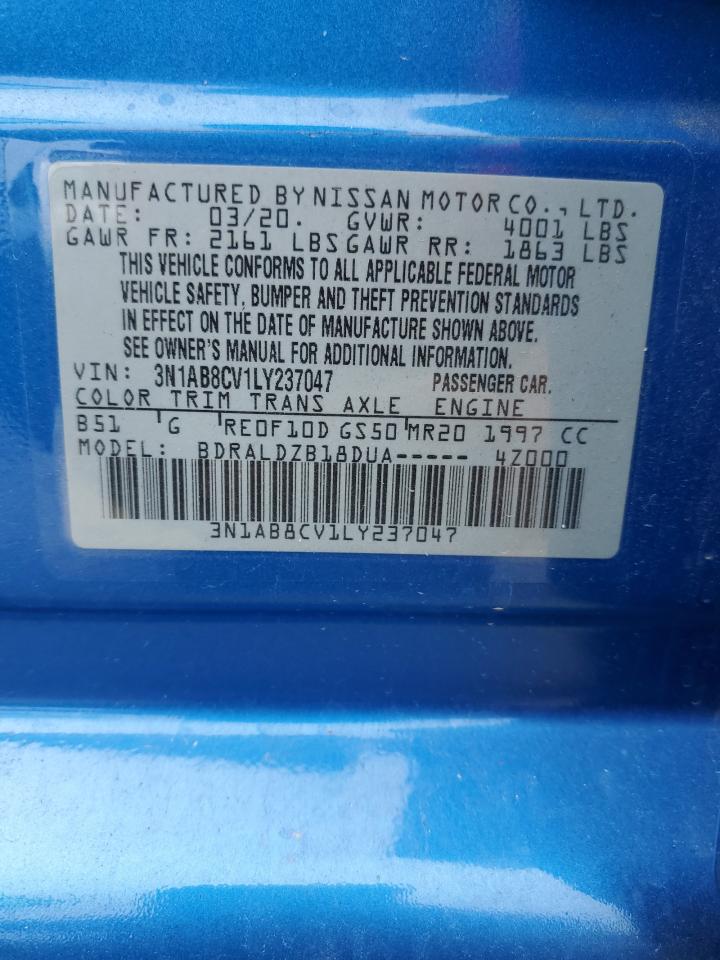 MANUFACTURED BY NISSAN MOTOR CO., LTD.
DATE: 03/20. GVWR: 4001 LBS
GAWR FR: 2161 LBS GAWR RR: 1863 LBS
THIS VEHICLE CONFORMS TO ALL APPLICABLE FEDERAL MOTOR
VEHICLE SAFETY, BUMPER AND THEFT PREVENTION STANDARDS
IN EFFECT ON THE DATE OF MANUFACTURE SHOWN ABOVE.
SEE OWNER'S MANUAL FOR ADDITIONAL INFORMATION.
VIN: 3N1AB8CV1LY237047 PASSENGER CAR.
COLOR TRIM TRANS AXLE ENGINE
B51 G RE0F10D GS50 MR20 1997 CC
MODEL: BDRALDZB18DUA----- 4Z000
3N1AB8CV1LY237047